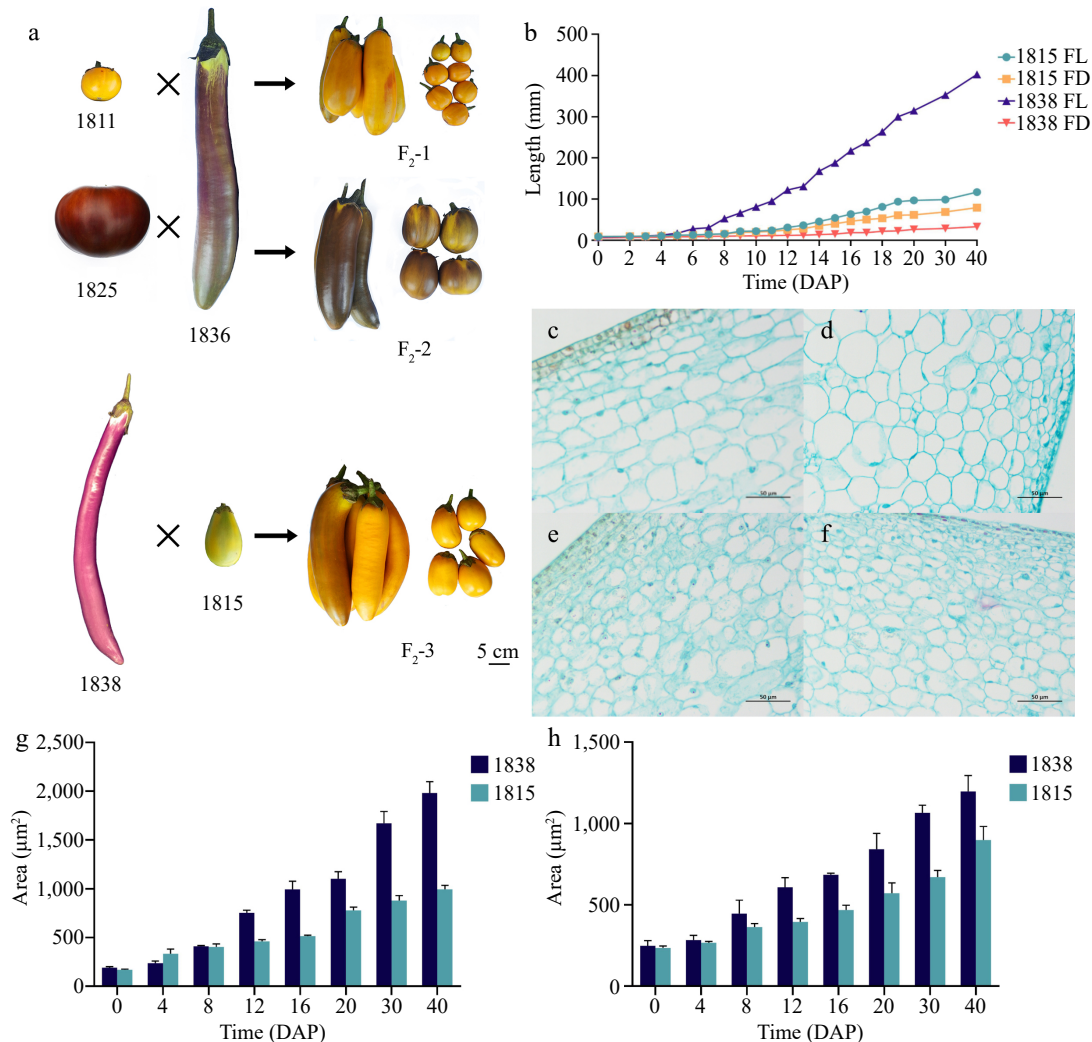 a
1811
1825
1836
F₂-1
F₂-2
1838
1815
F₂-3
5 cm
b
Length (mm)
500
400
300
200
100
0
0 2 4 6 8 10 12 14 16 18 20 40
Time (DAP)
1815 FL
1815 FD
1838 FL
1838 FD
c
50 μm
d
50 μm
e
50 μm
f
50 μm
g
Area (μm²)
2,500
2,000
1,500
1,000
500
0
0 4 8 12 16 20 30 40
Time (DAP)
1838
1815
h
Area (μm²)
1,500
1,000
500
0
0 4 8 12 16 20 30 40
Time (DAP)
1838
1815